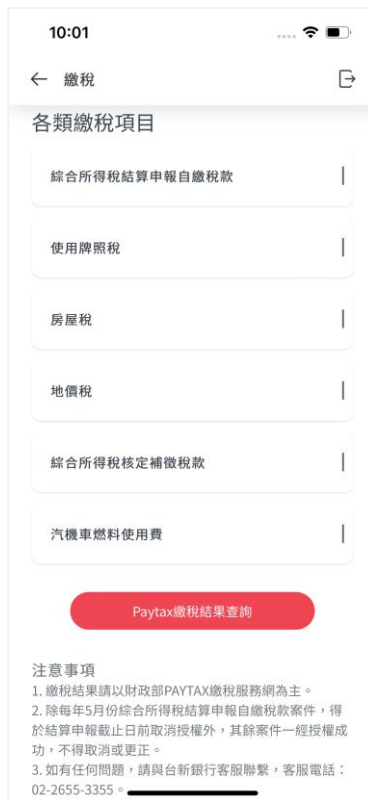 10:01
繳稅
各類繳稅項目
綜合所得稅結算申報自繳稅款
使用牌照稅
房屋稅
地價稅
綜合所得稅核定補徵稅款
汽機車燃料使用費
Paytax繳稅結果查詢
注意事項
1. 繳稅結果請以財政部PAYTAX繳稅服務網為主。
2. 除每年5月份綜合所得稅結算申報自繳稅款案件，得
於結算申報截止日前取消授權外，其餘案件一經授權成
功，不得取消或更正。
3. 如有任何問題，請與台新銀行客服聯繫，客服電話：
02-2655-3355。